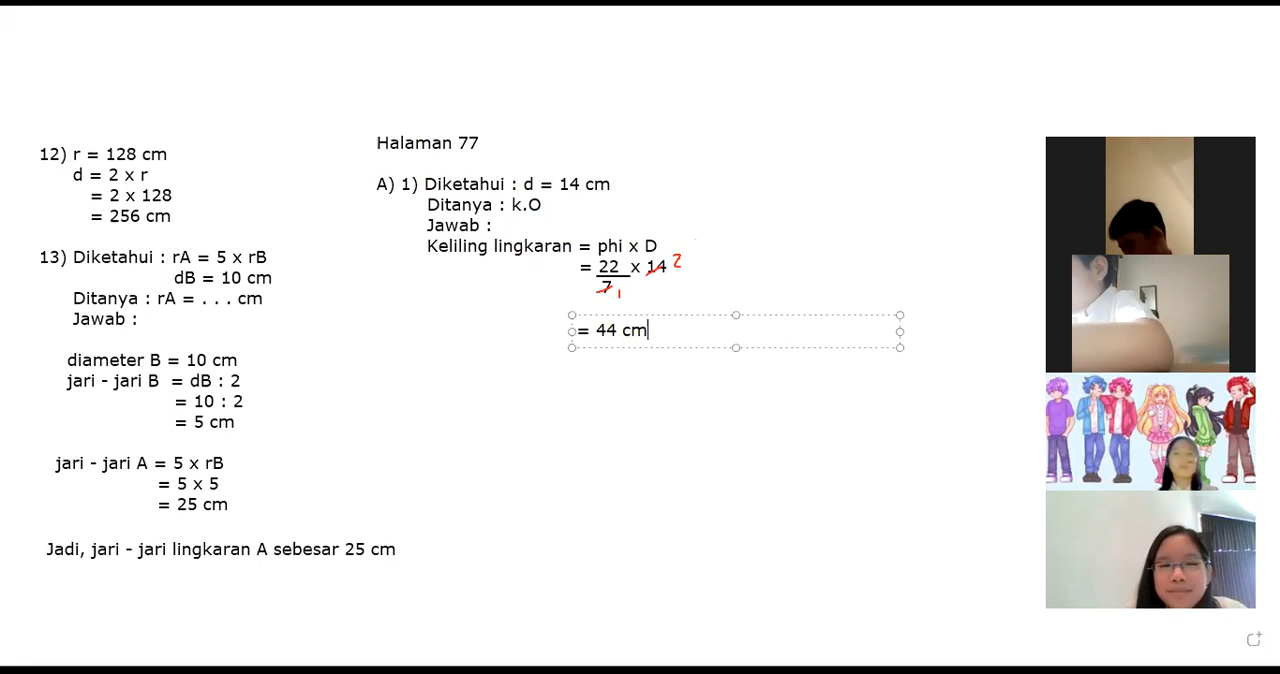 12) r = 128 cm
d = 2 x r
= 2 x 128
= 256 cm
13) Diketahui : rA = 5 x rB
dB = 10 cm
Ditanya : rA = . . . cm
Jawab :
diameter B = 10 cm
jari - jari B = dB : 2
= 10 : 2
= 5 cm
jari - jari A = 5 x rB
= 5 x 5
= 25 cm
Jadi, jari - jari lingkaran A sebesar 25 cm
Halaman 77
A) 1) Diketahui : d = 14 cm
Ditanya : k.O
Jawab :
Keliling lingkaran = phi x D
= 22 x 14 2
7 1
= 44 cm